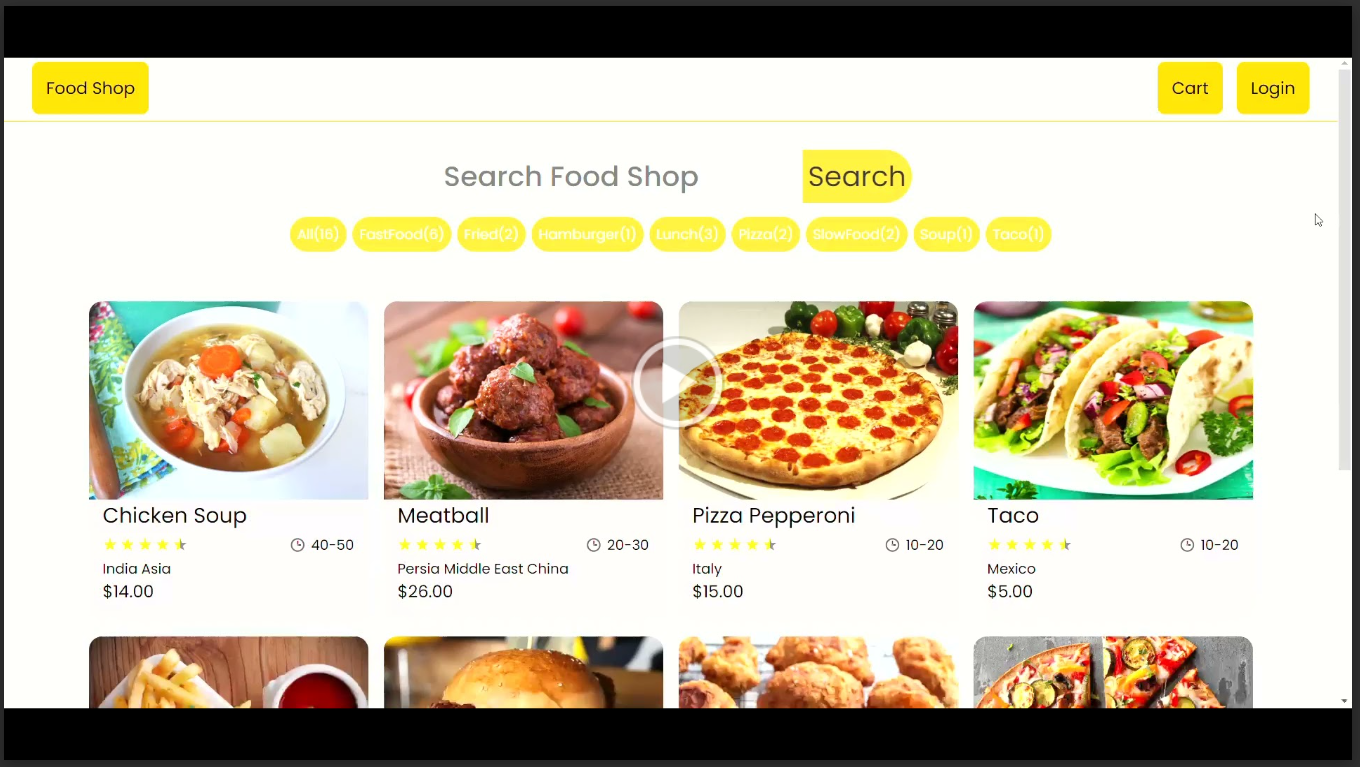 Food Shop
Cart
Login
Search Food Shop
Search
All(16)
FastFood(6)
Fried(2)
Hamburger(1)
Lunch(3)
Pizza(2)
SlowFood(2)
Soup(1)
Taco(1)
Chicken Soup
40-50
India Asia
$14.00
Meatball
20-30
Persia Middle East China
$26.00
Pizza Pepperoni
10-20
Italy
$15.00
Taco
10-20
Mexico
$5.00